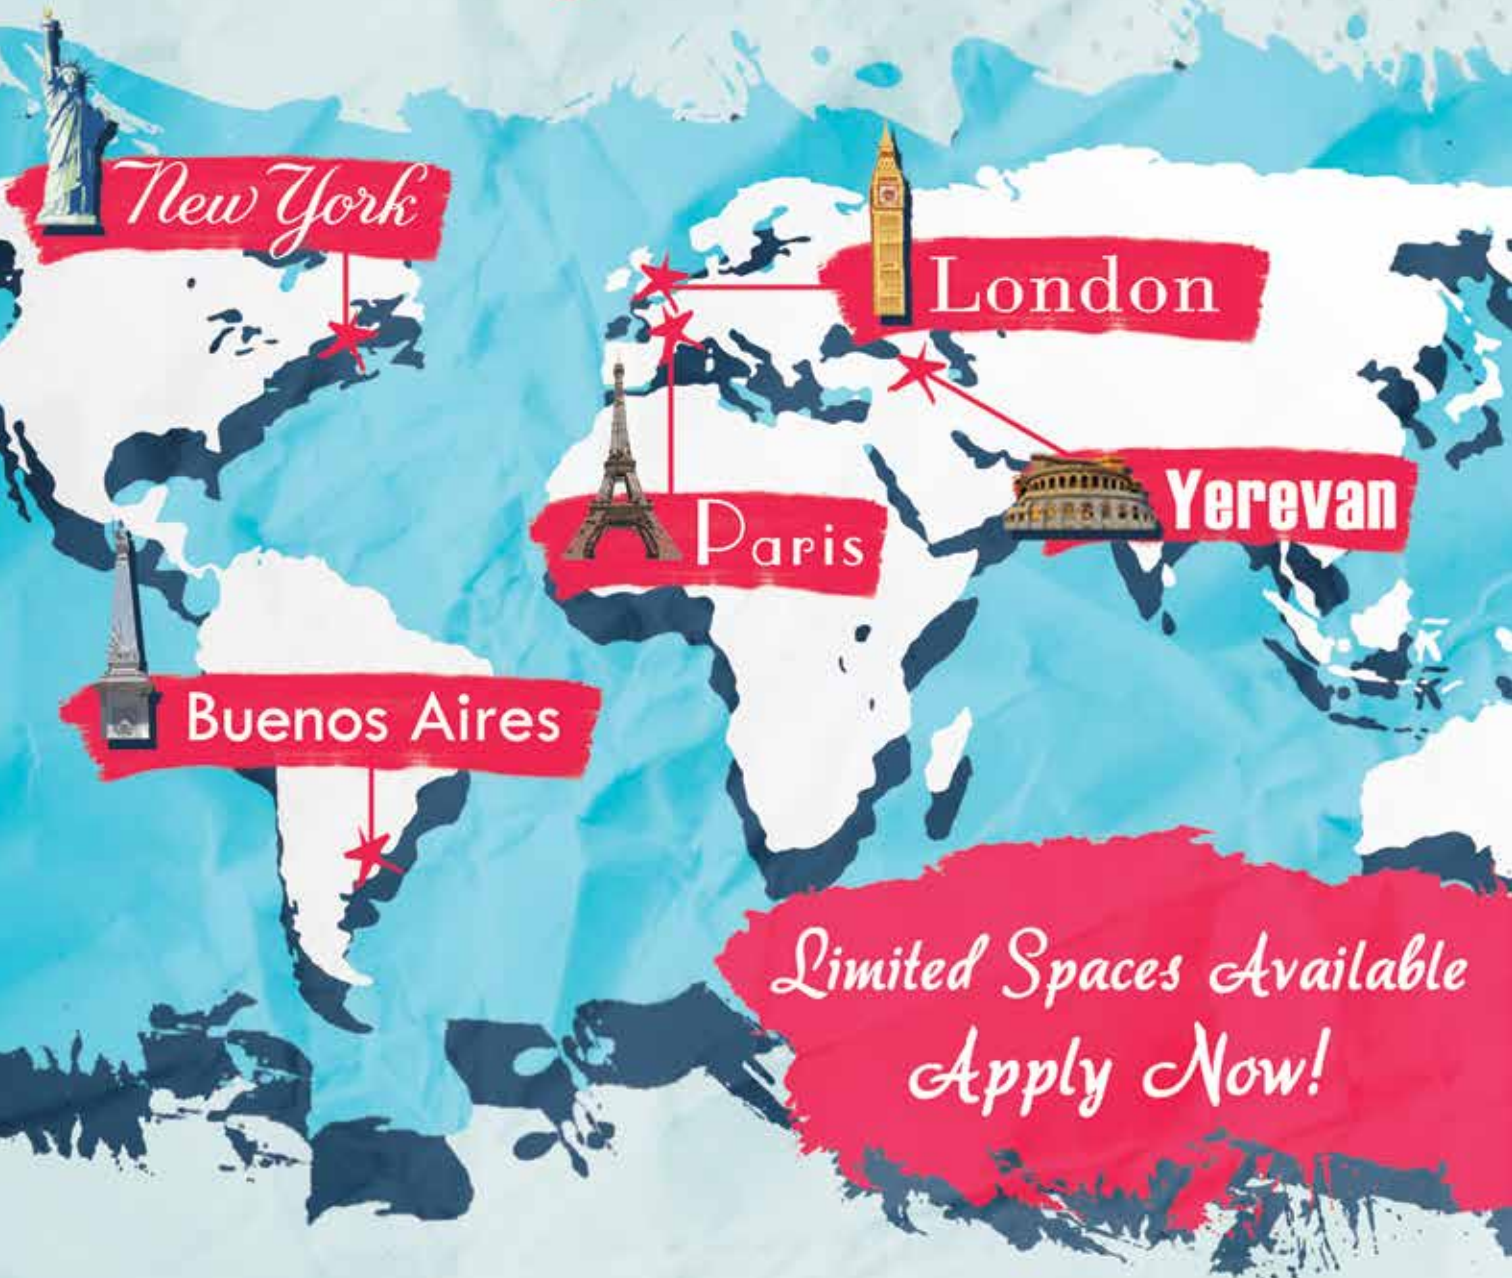 New York
London
Yerevan
Paris
Buenos Aires
Limited Spaces Available
Apply Now!